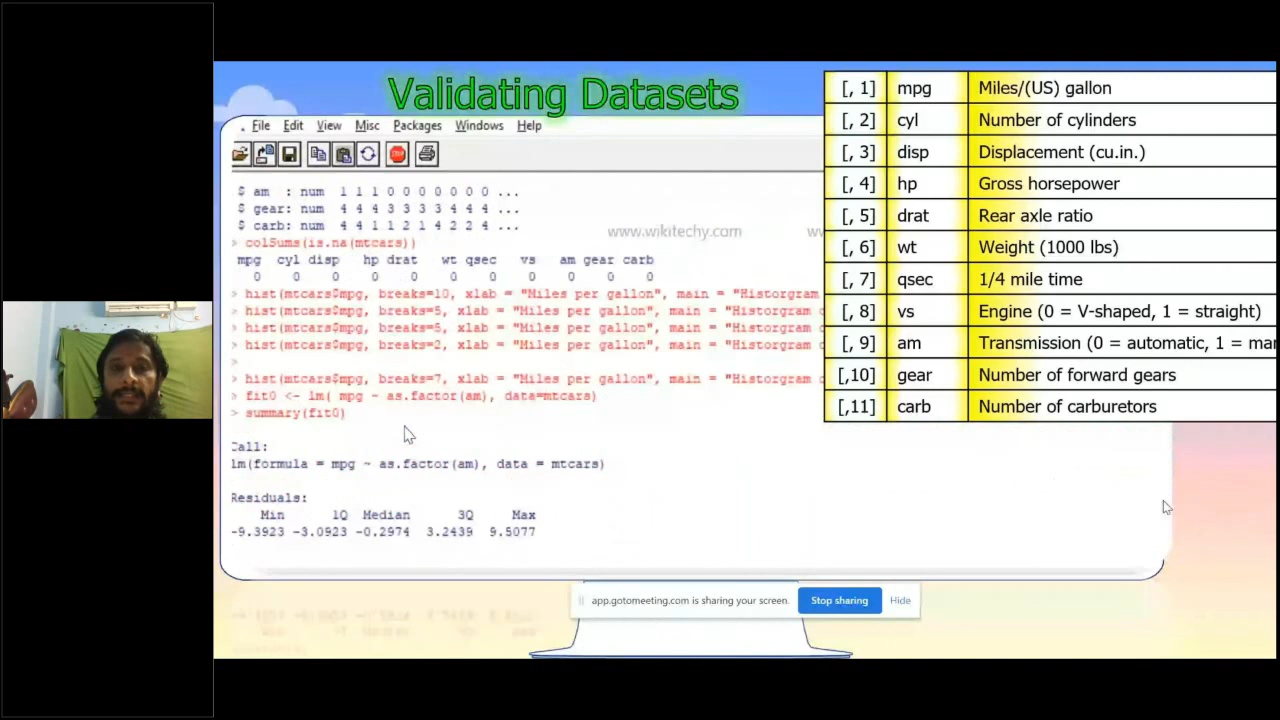 Validating Datasets
File Edit View Misc Packages Windows Help
$ am : num 1 1 1 0 0 0 0 0 0 0 ...
$ gear: num 4 4 4 3 3 3 3 4 4 4 ...
$ carb: num 4 4 1 1 2 1 4 2 2 4 ...
www.wikitechy.com
> colSums(is.na(mtcars))
mpg cyl disp hp drat wt qsec vs am gear carb
0 0 0 0 0 0 0 0 0 0 0
> hist(mtcars$mpg, breaks=10, xlab = "Miles per gallon", main = "Historgram
> hist(mtcars$mpg, breaks=5, xlab = "Miles per gallon", main = "Historgram
> hist(mtcars$mpg, breaks=5, xlab = "Miles per gallon", main = "Historgram
> hist(mtcars$mpg, breaks=2, xlab = "Miles per gallon", main = "Historgram
>
> hist(mtcars$mpg, breaks=7, xlab = "Miles per gallon", main = "Historgram
> fit0 <- lm( mpg ~ as.factor(am), data=mtcars)
> summary(fit0)
Call:
lm(formula = mpg ~ as.factor(am), data = mtcars)
Residuals:
Min 1Q Median 3Q Max
-9.3923 -3.0923 -0.2974 3.2439 9.5077
[, 1] mpg Miles/(US) gallon
[, 2] cyl Number of cylinders
[, 3] disp Displacement (cu.in.)
[, 4] hp Gross horsepower
[, 5] drat Rear axle ratio
[, 6] wt Weight (1000 lbs)
[, 7] qsec 1/4 mile time
[, 8] vs Engine (0 = V-shaped, 1 = straight)
[, 9] am Transmission (0 = automatic, 1 = ma
[,10] gear Number of forward gears
[,11] carb Number of carburetors
app.gotomeeting.com is sharing your screen. Stop sharing Hide